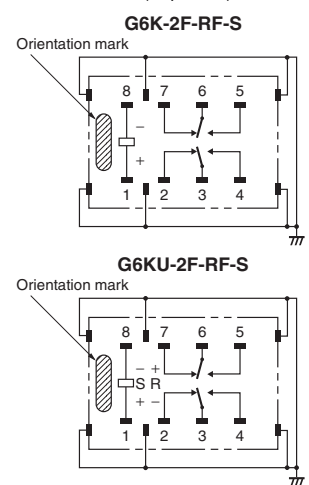 G6K-2F-RF-S
Orientation mark
8 7 6 5
−
+
1 2 3 4
G6KU-2F-RF-S
Orientation mark
8 7 6 5
− +
S R
+ −
1 2 3 4